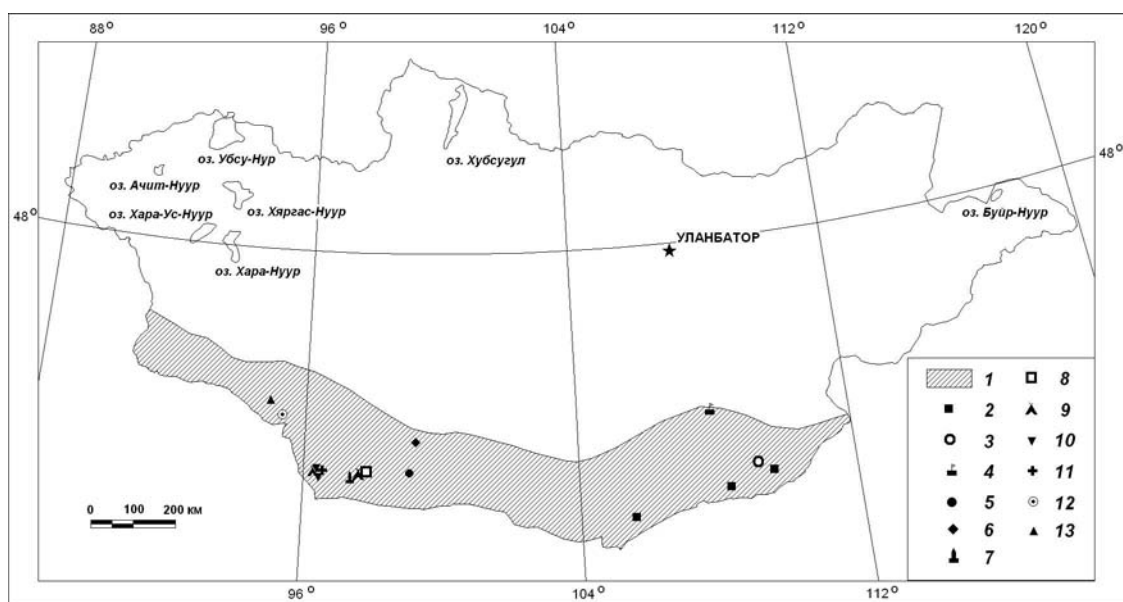 88°
96°
104°
112°
120°
48°
оз. Убсу-Нур
оз. Хубсугул
оз. Ачит-Нуур
оз. Хара-Ус-Нуур
оз. Хяргас-Нуур
48°
оз. Буйр-Нуур
УЛАНБАТОР
оз. Хара-Нуур
1 8
2 9
3 10
4 11
5 12
6 13
7
0 100 200 км
96°
104°
112°